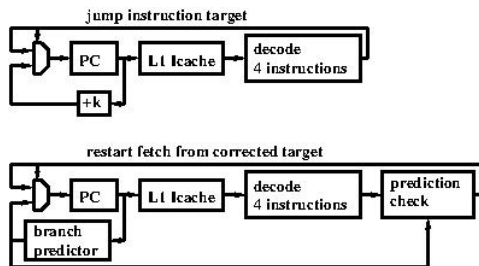 jump instruction target
PC
L1 Icache
decode
4 instructions
+k
restart fetch from corrected target
PC
L1 Icache
decode
4 instructions
prediction
check
branch
predictor